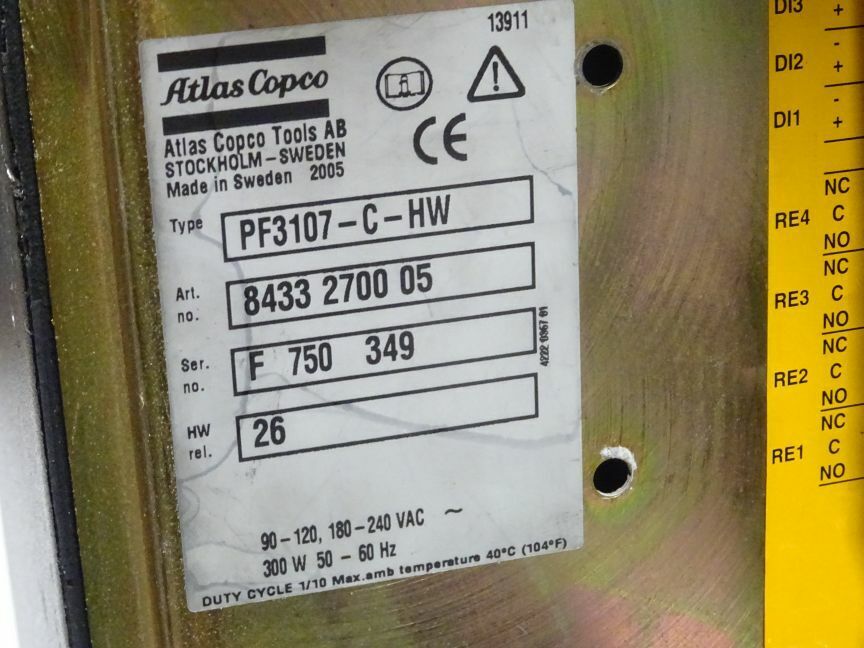 13911
Atlas Copco
Atlas Copco Tools AB
STOCKHOLM – SWEDEN
Made in Sweden 2005
CE
Type PF3107-C-HW
Art. no. 8433 2700 05
Ser. no. F 750 349
4222 0367 01
HW rel. 26
90-120, 180-240 VAC ~
300 W 50 - 60 Hz
DUTY CYCLE 1/10 Max.amb temperature 40°C (104°F)
DI3 +
DI2 - +
DI1 - +
RE4 NC C NO
RE3 NC C NO
RE2 NC C NO
RE1 NC C NO